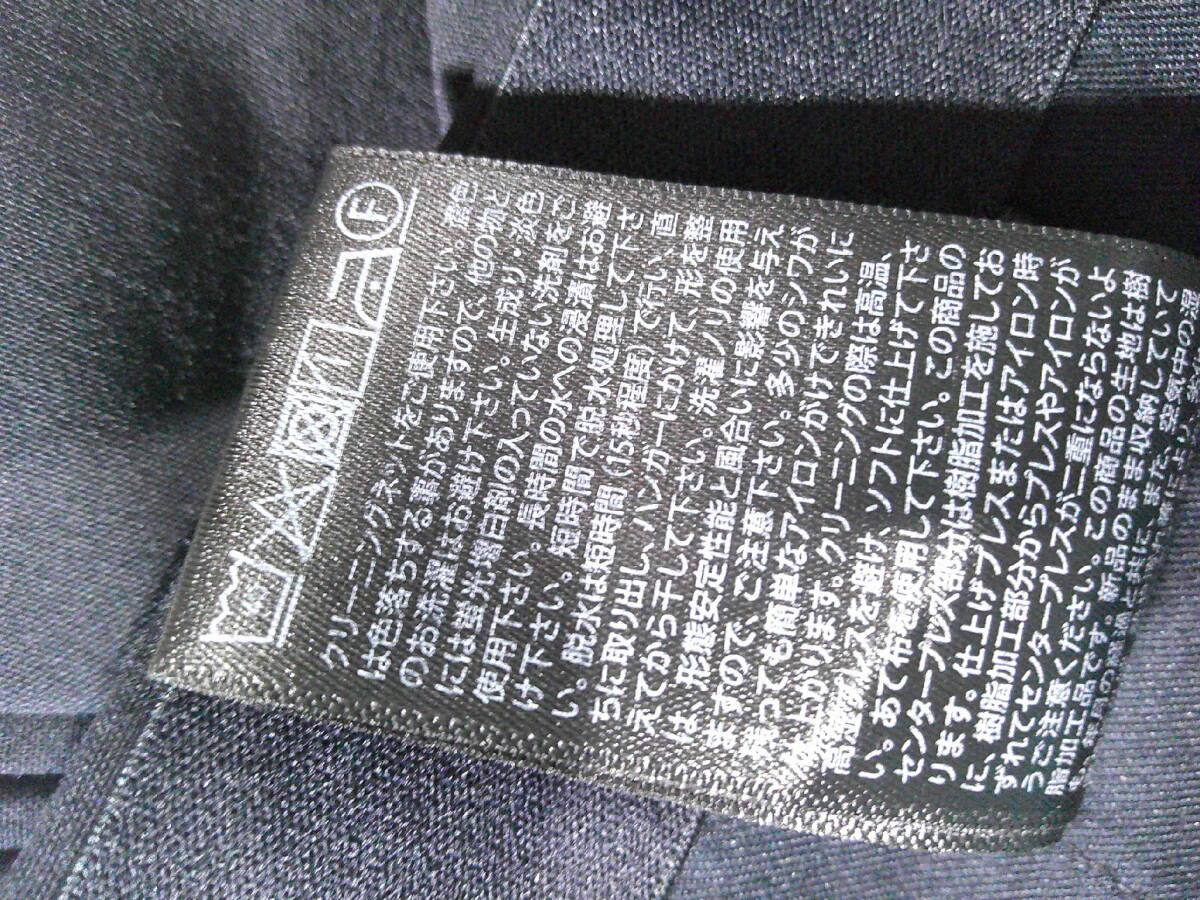 40
F
クリーニングネットをご使用下さい。濃色
は色落ちする事がありますので、他の物と
のお洗濯はお避け下さい。生成り・淡色
には蛍光増白剤の入っていない洗剤をご
使用下さい。長時間の水への浸漬はお避
け下さい。短時間で脱水処理して下さ
い。脱水は短時間(15秒程度)で行い、直
ちに取り出し、ハンガーにかけて、形を整
えてから干して下さい。洗濯ノリの使用
は、形態安定性能と風合いに影響を与え
ますので、ご注意下さい。多少のシワが
残っても簡単なアイロンがけできれいに
上がります。クリーニングの際は高温、
高湿プレスを避け、ソフトに仕上げて下さ
い。あて布を使用して下さい。この商品の
センタープレス部分は樹脂加工を施してお
ります。仕上げプレスまたはアイロン時
に、樹脂加工部分からプレスやアイロンが
ずれてセンタープレスが二重にならないよ
うご注意ください。この商品の生地は樹
脂加工品です。新品のまま収納していて
また、空気中の湿